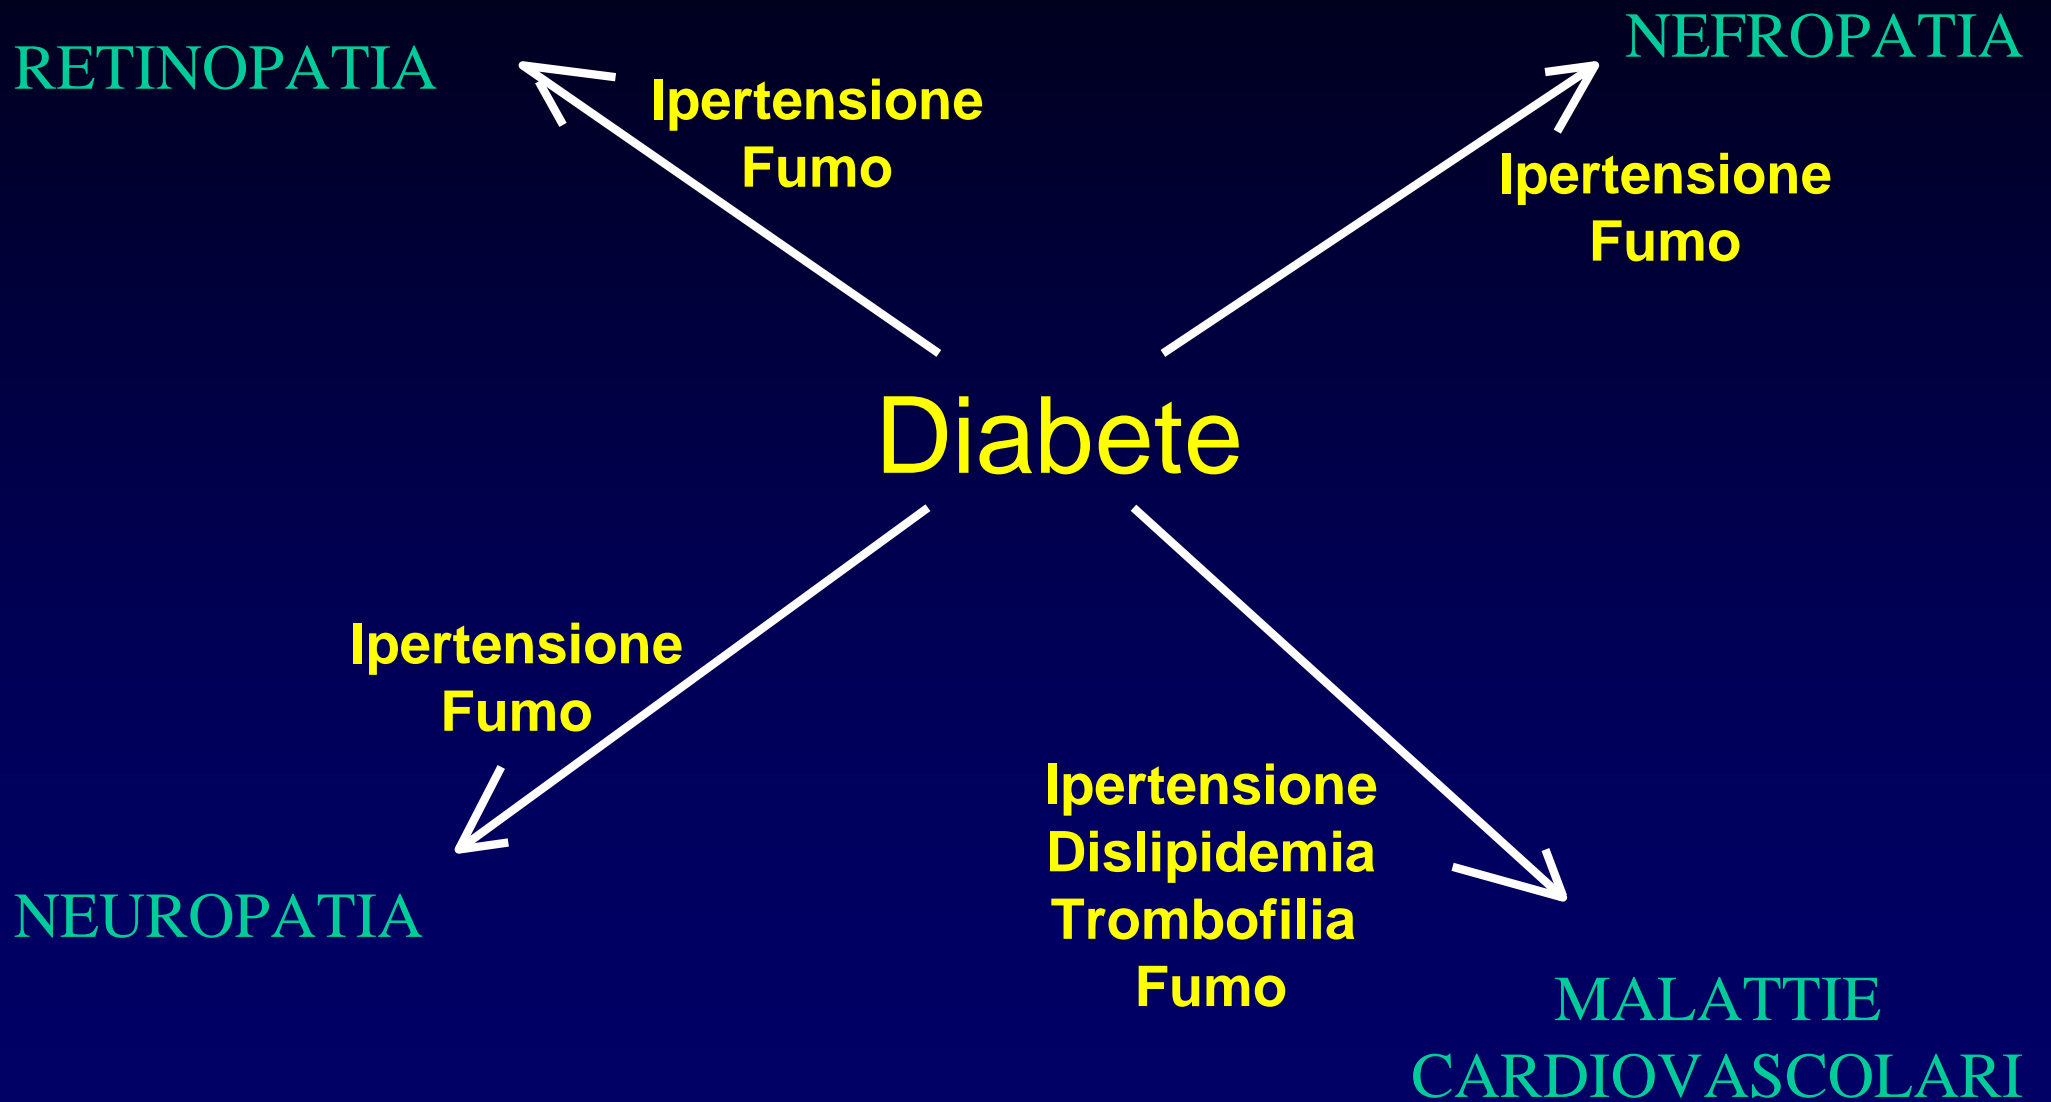 RETINOPATIA
Ipertensione
Fumo
NEFROPATIA
Ipertensione
Fumo
Diabete
Ipertensione
Fumo
NEUROPATIA
Ipertensione
Dislipidemia
Trombofilia
Fumo
MALATTIE
CARDIOVASCOLARI